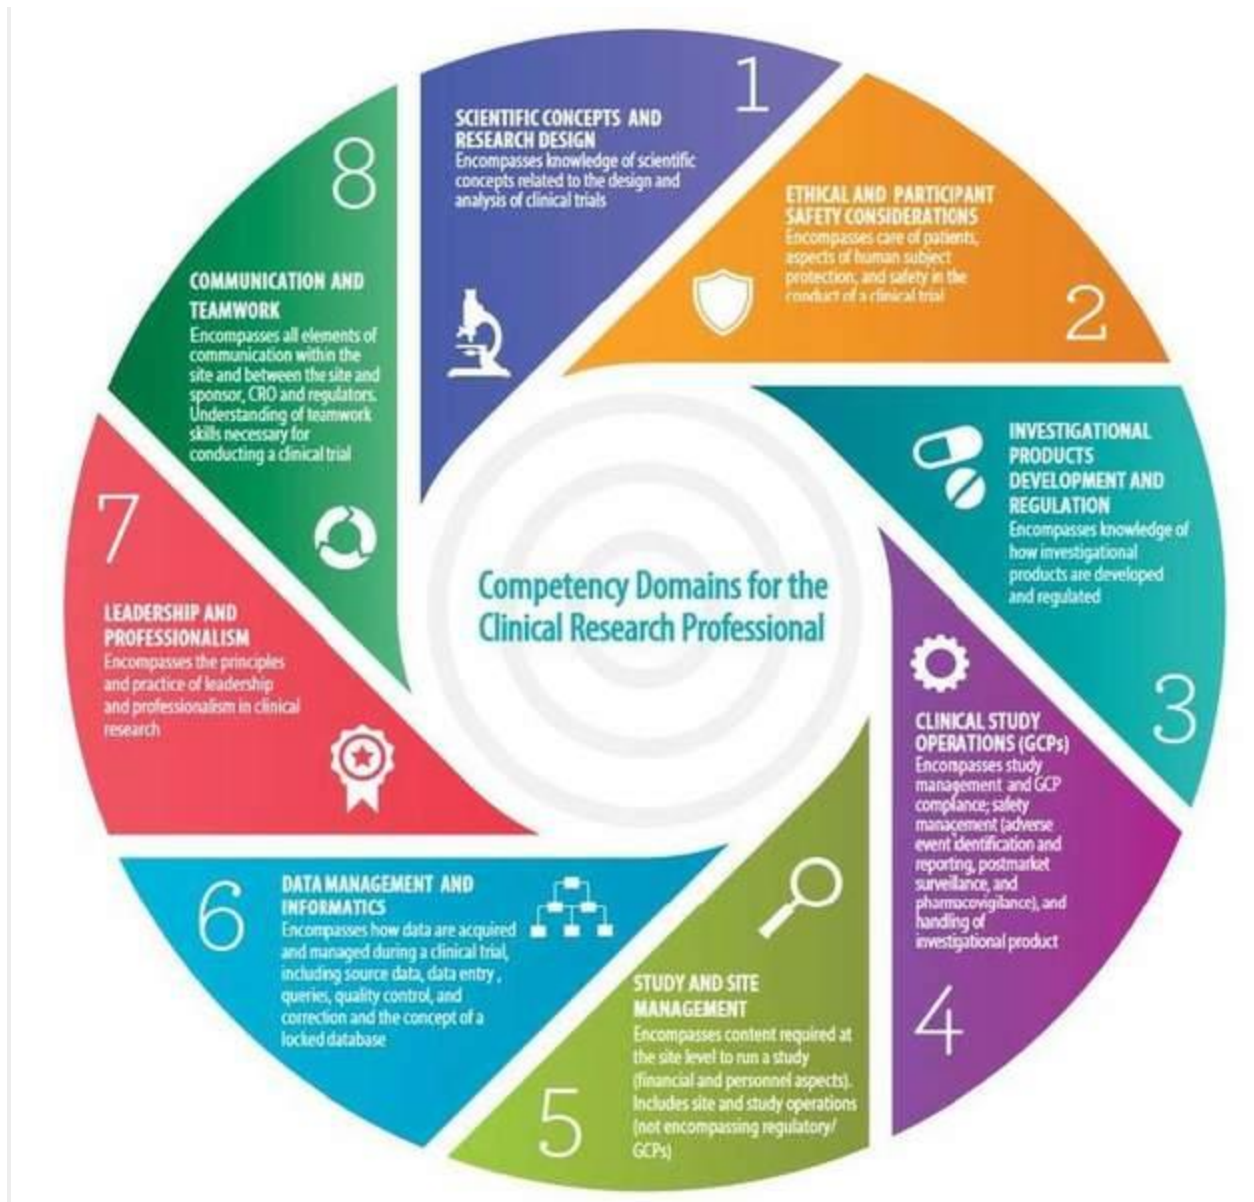 1
SCIENTIFIC CONCEPTS AND
RESEARCH DESIGN
Encompasses knowledge of scientific
concepts related to the design and
analysis of clinical trials
2
ETHICAL AND PARTICIPANT
SAFETY CONSIDERATIONS
Encompasses care of patients,
aspects of human subject
protection, and safety in the
conduct of a clinical trial
3
INVESTIGATIONAL
PRODUCTS
DEVELOPMENT AND
REGULATION
Encompasses knowledge of
how investigational
products are developed
and regulated
4
CLINICAL STUDY
OPERATIONS (GCPs)
Encompasses study
management and GCP
compliance; safety
management (adverse
event identification and
reporting, postmarket
surveillance, and
pharmacovigilance), and
handling of
investigational product
5
STUDY AND SITE
MANAGEMENT
Encompasses content required at
the site level to run a study
(financial and personnel aspects).
Includes site and study operations
(not encompassing regulatory/
GCPs)
6
DATA MANAGEMENT AND
INFORMATICS
Encompasses how data are acquired
and managed during a clinical trial,
including source data, data entry ,
queries, quality control, and
correction and the concept of a
locked database
7
LEADERSHIP AND
PROFESSIONALISM
Encompasses the principles
and practice of leadership
and professionalism in clinical
research
8
COMMUNICATION AND
TEAMWORK
Encompasses all elements of
communication within the
site and between the site and
sponsor, CRO and regulators.
Understanding of teamwork
skills necessary for
conducting a clinical trial
Competency Domains for the
Clinical Research Professional